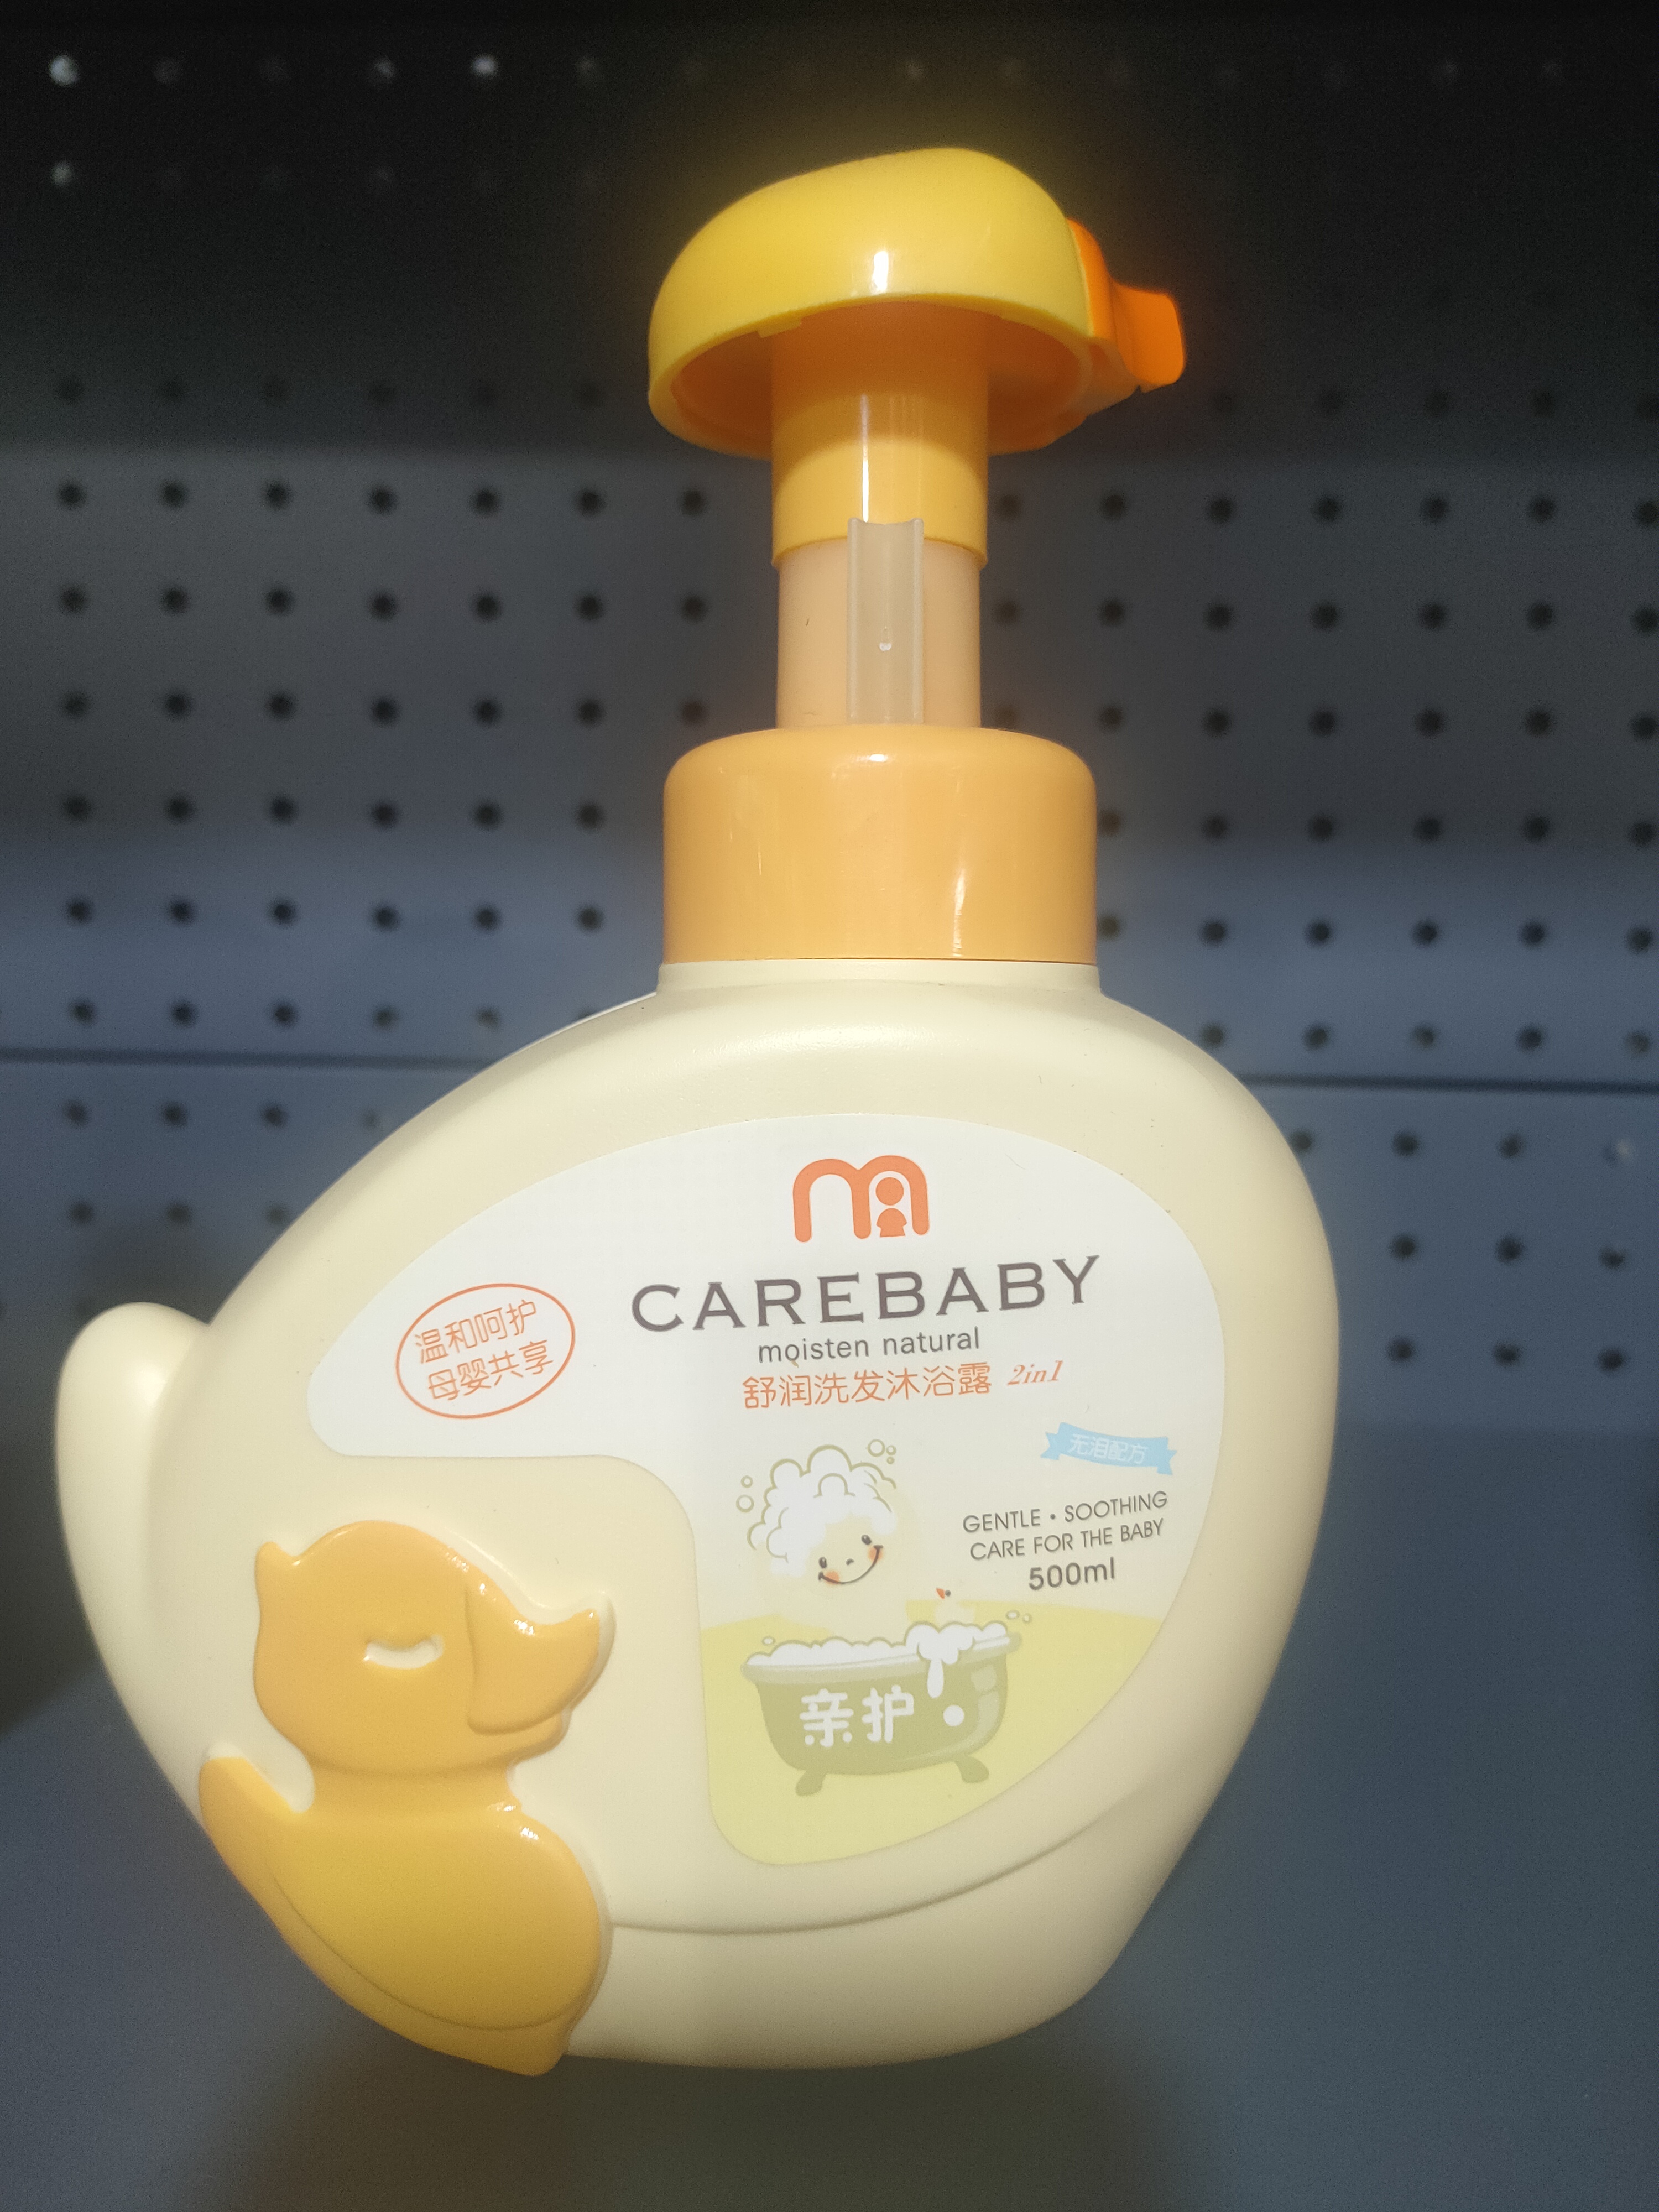 CAREBABY
moisten natural
舒润洗发沐浴露 2in1
温和呵护
母婴共享
无泪配方
GENTLE • SOOTHING
CARE FOR THE BABY
500ml
亲护